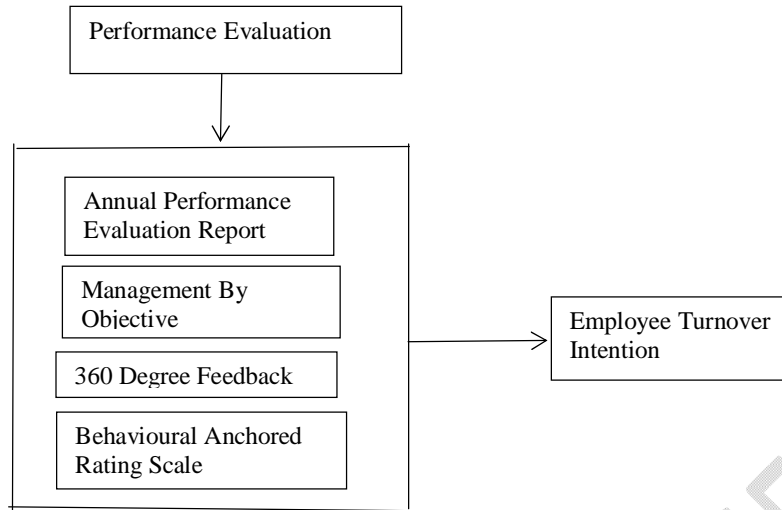 Performance Evaluation
Annual Performance
Evaluation Report
Management By
Objective
360 Degree Feedback
Behavioural Anchored
Rating Scale
Employee Turnover
Intention